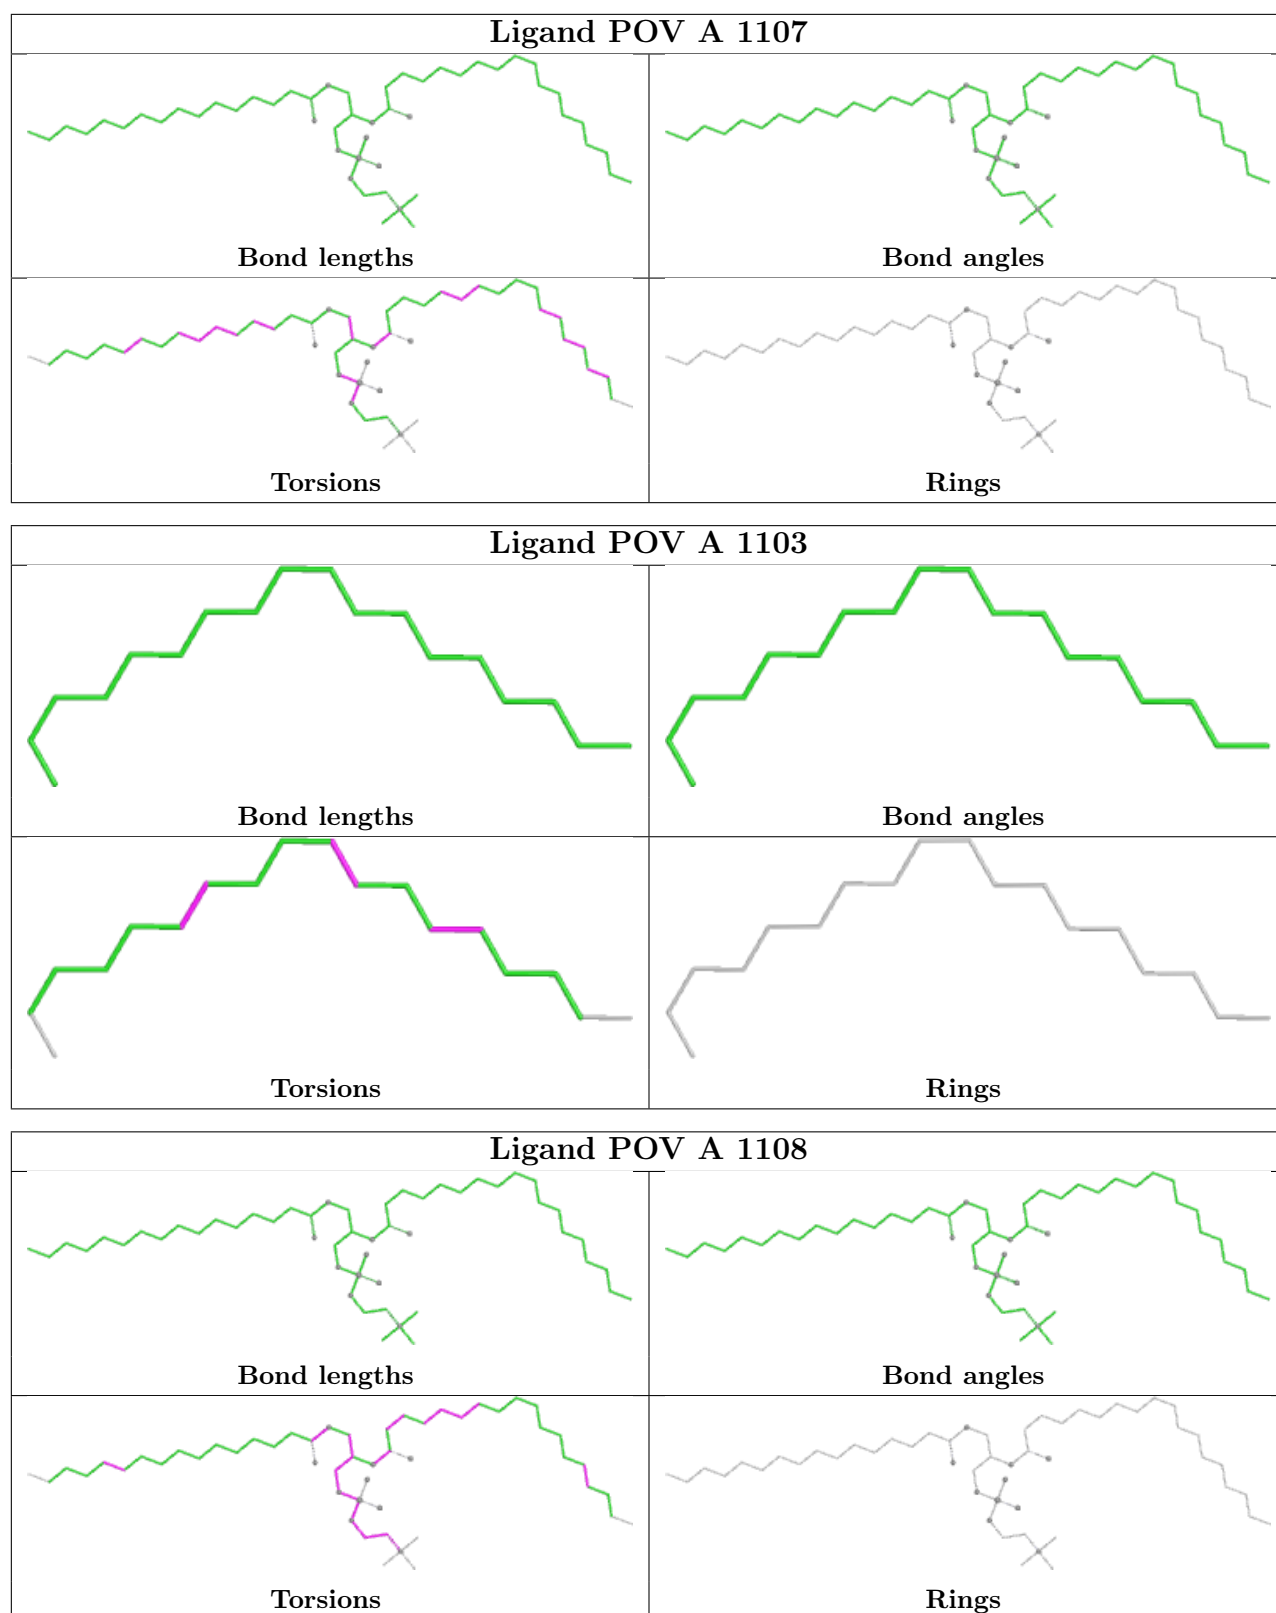 Ligand POV A 1107
Bond lengths
Bond angles
Torsions
Rings
Ligand POV A 1103
Bond lengths
Bond angles
Torsions
Rings
Ligand POV A 1108
Bond lengths
Bond angles
Torsions
Rings